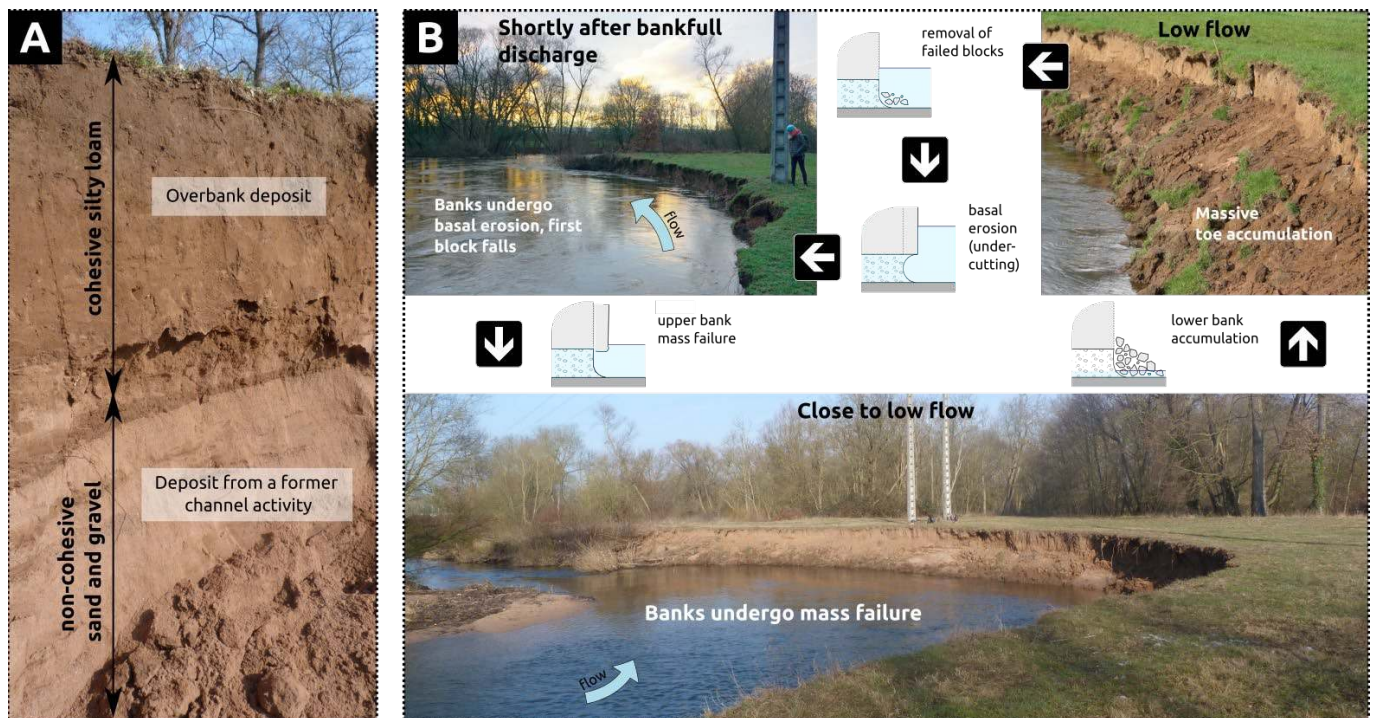 A
cohesive silty loam
Overbank deposit
non-cohesive
sand and gravel
Deposit from a former
channel activity
B
Shortly after bankfull
discharge
Banks undergo
basal erosion, first
block falls
flow
removal of
failed blocks
basal
erosion
(under-
cutting)
Low flow
Massive
toe accumulation
upper bank
mass failure
lower bank
accumulation
Close to low flow
Banks undergo mass failure
flow